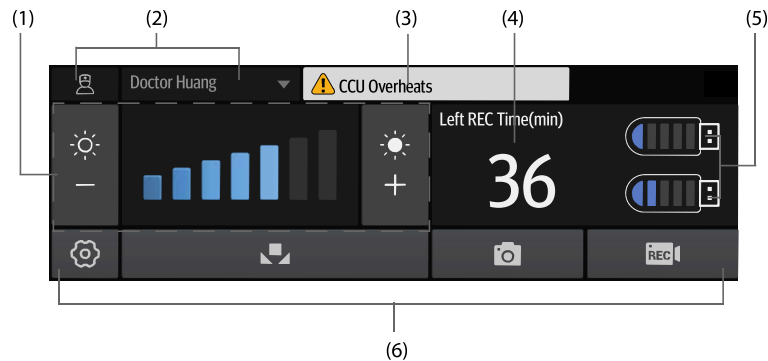 (1)
(2)
(3)
(4)
(5)
Doctor Huang
CCU Overheats
Left REC Time(min)
36
REC
(6)